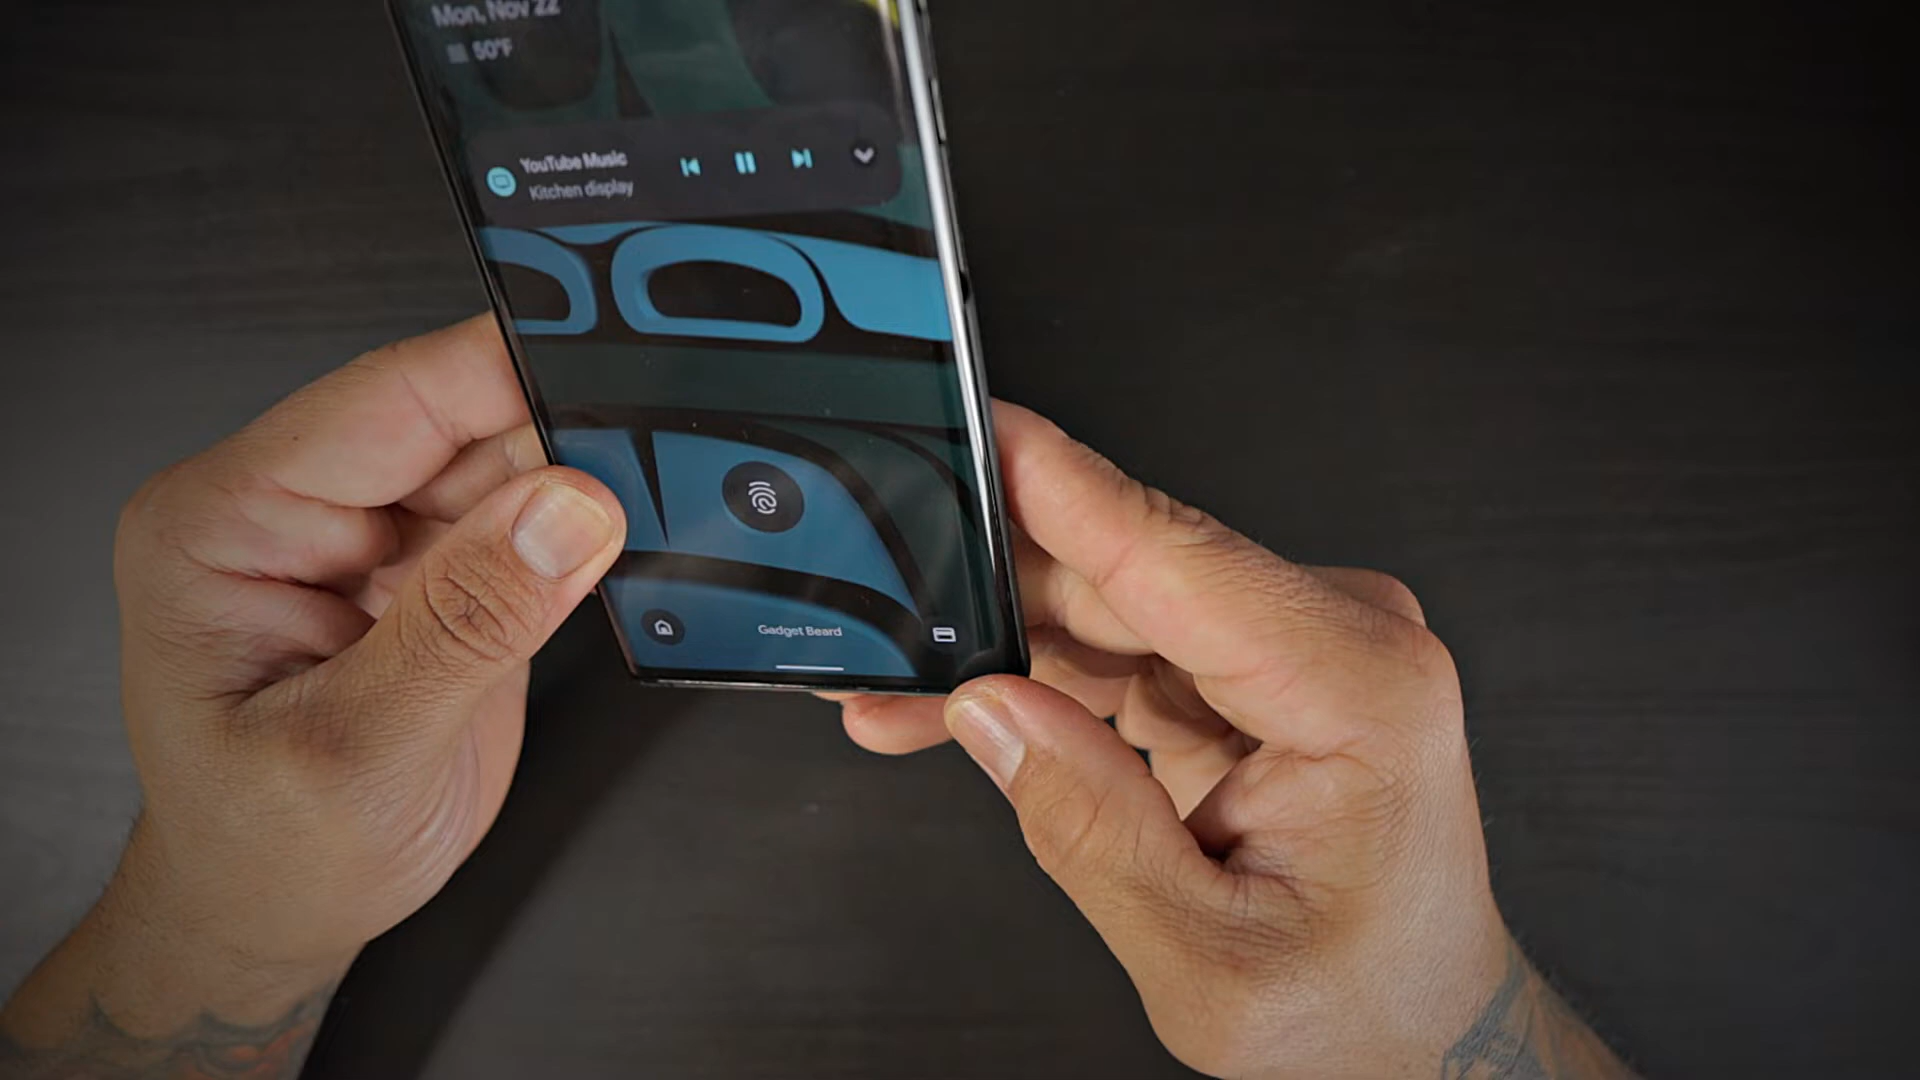 Mon, Nov 22
50°F
YouTube Music
Kitchen display
Gadget Beard